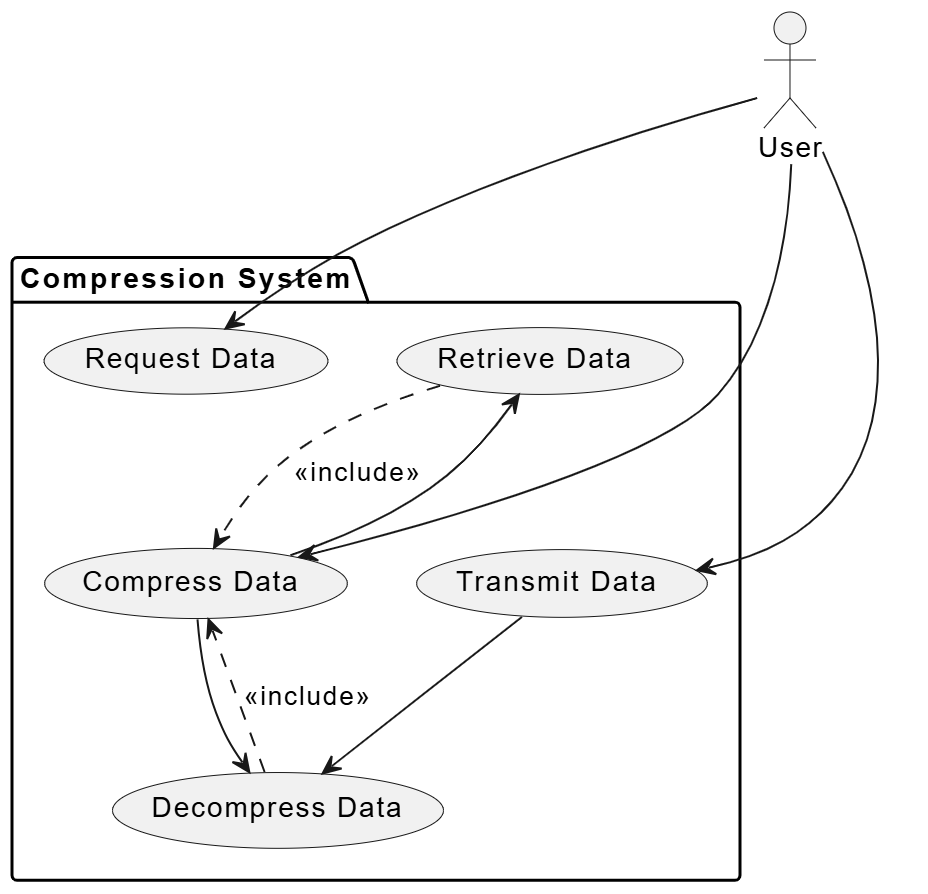 User
Compression System
Request Data
Retrieve Data
«include»
Compress Data
Transmit Data
«include»
Decompress Data